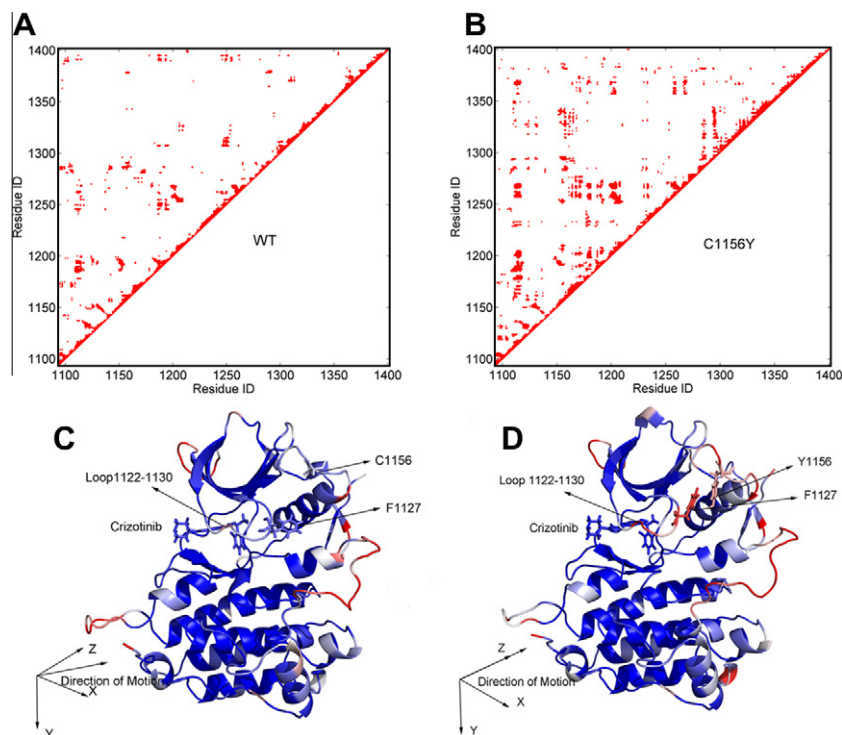 A
B
1400
1350
1300
1250
1200
1150
1100
Residue ID
WT
1100 1150 1200 1250 1300 1350 1400
Residue ID
1400
1350
1300
1250
1200
1150
1100
Residue ID
C1156Y
1100 1150 1200 1250 1300 1350 1400
Residue ID
C
C1156
Loop1122-1130
F1127
Crizotinib
Z
Direction of Motion
X
Y
D
Y1156
Loop 1122-1130
F1127
Crizotinib
Z
Direction of Motion
X
Y